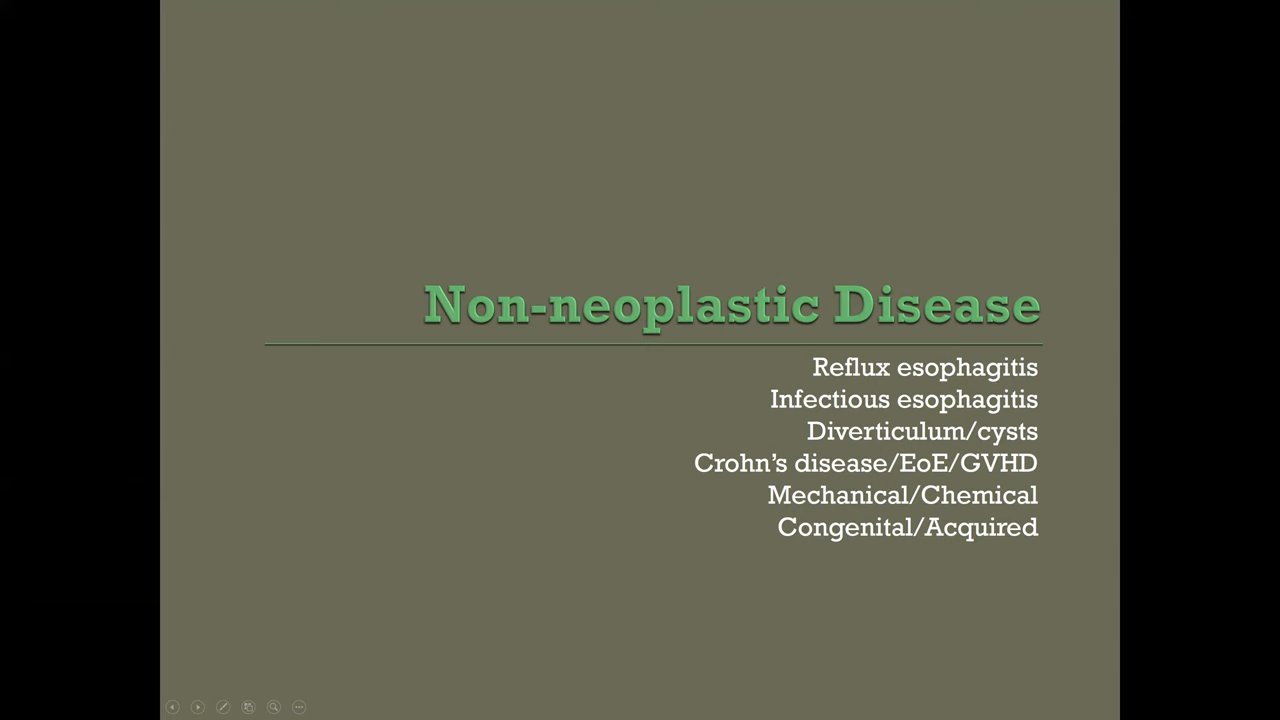 Non-neoplastic Disease
Reflux esophagitis
Infectious esophagitis
Diverticulum/cysts
Crohn’s disease/EoE/GVHD
Mechanical/Chemical
Congenital/Acquired